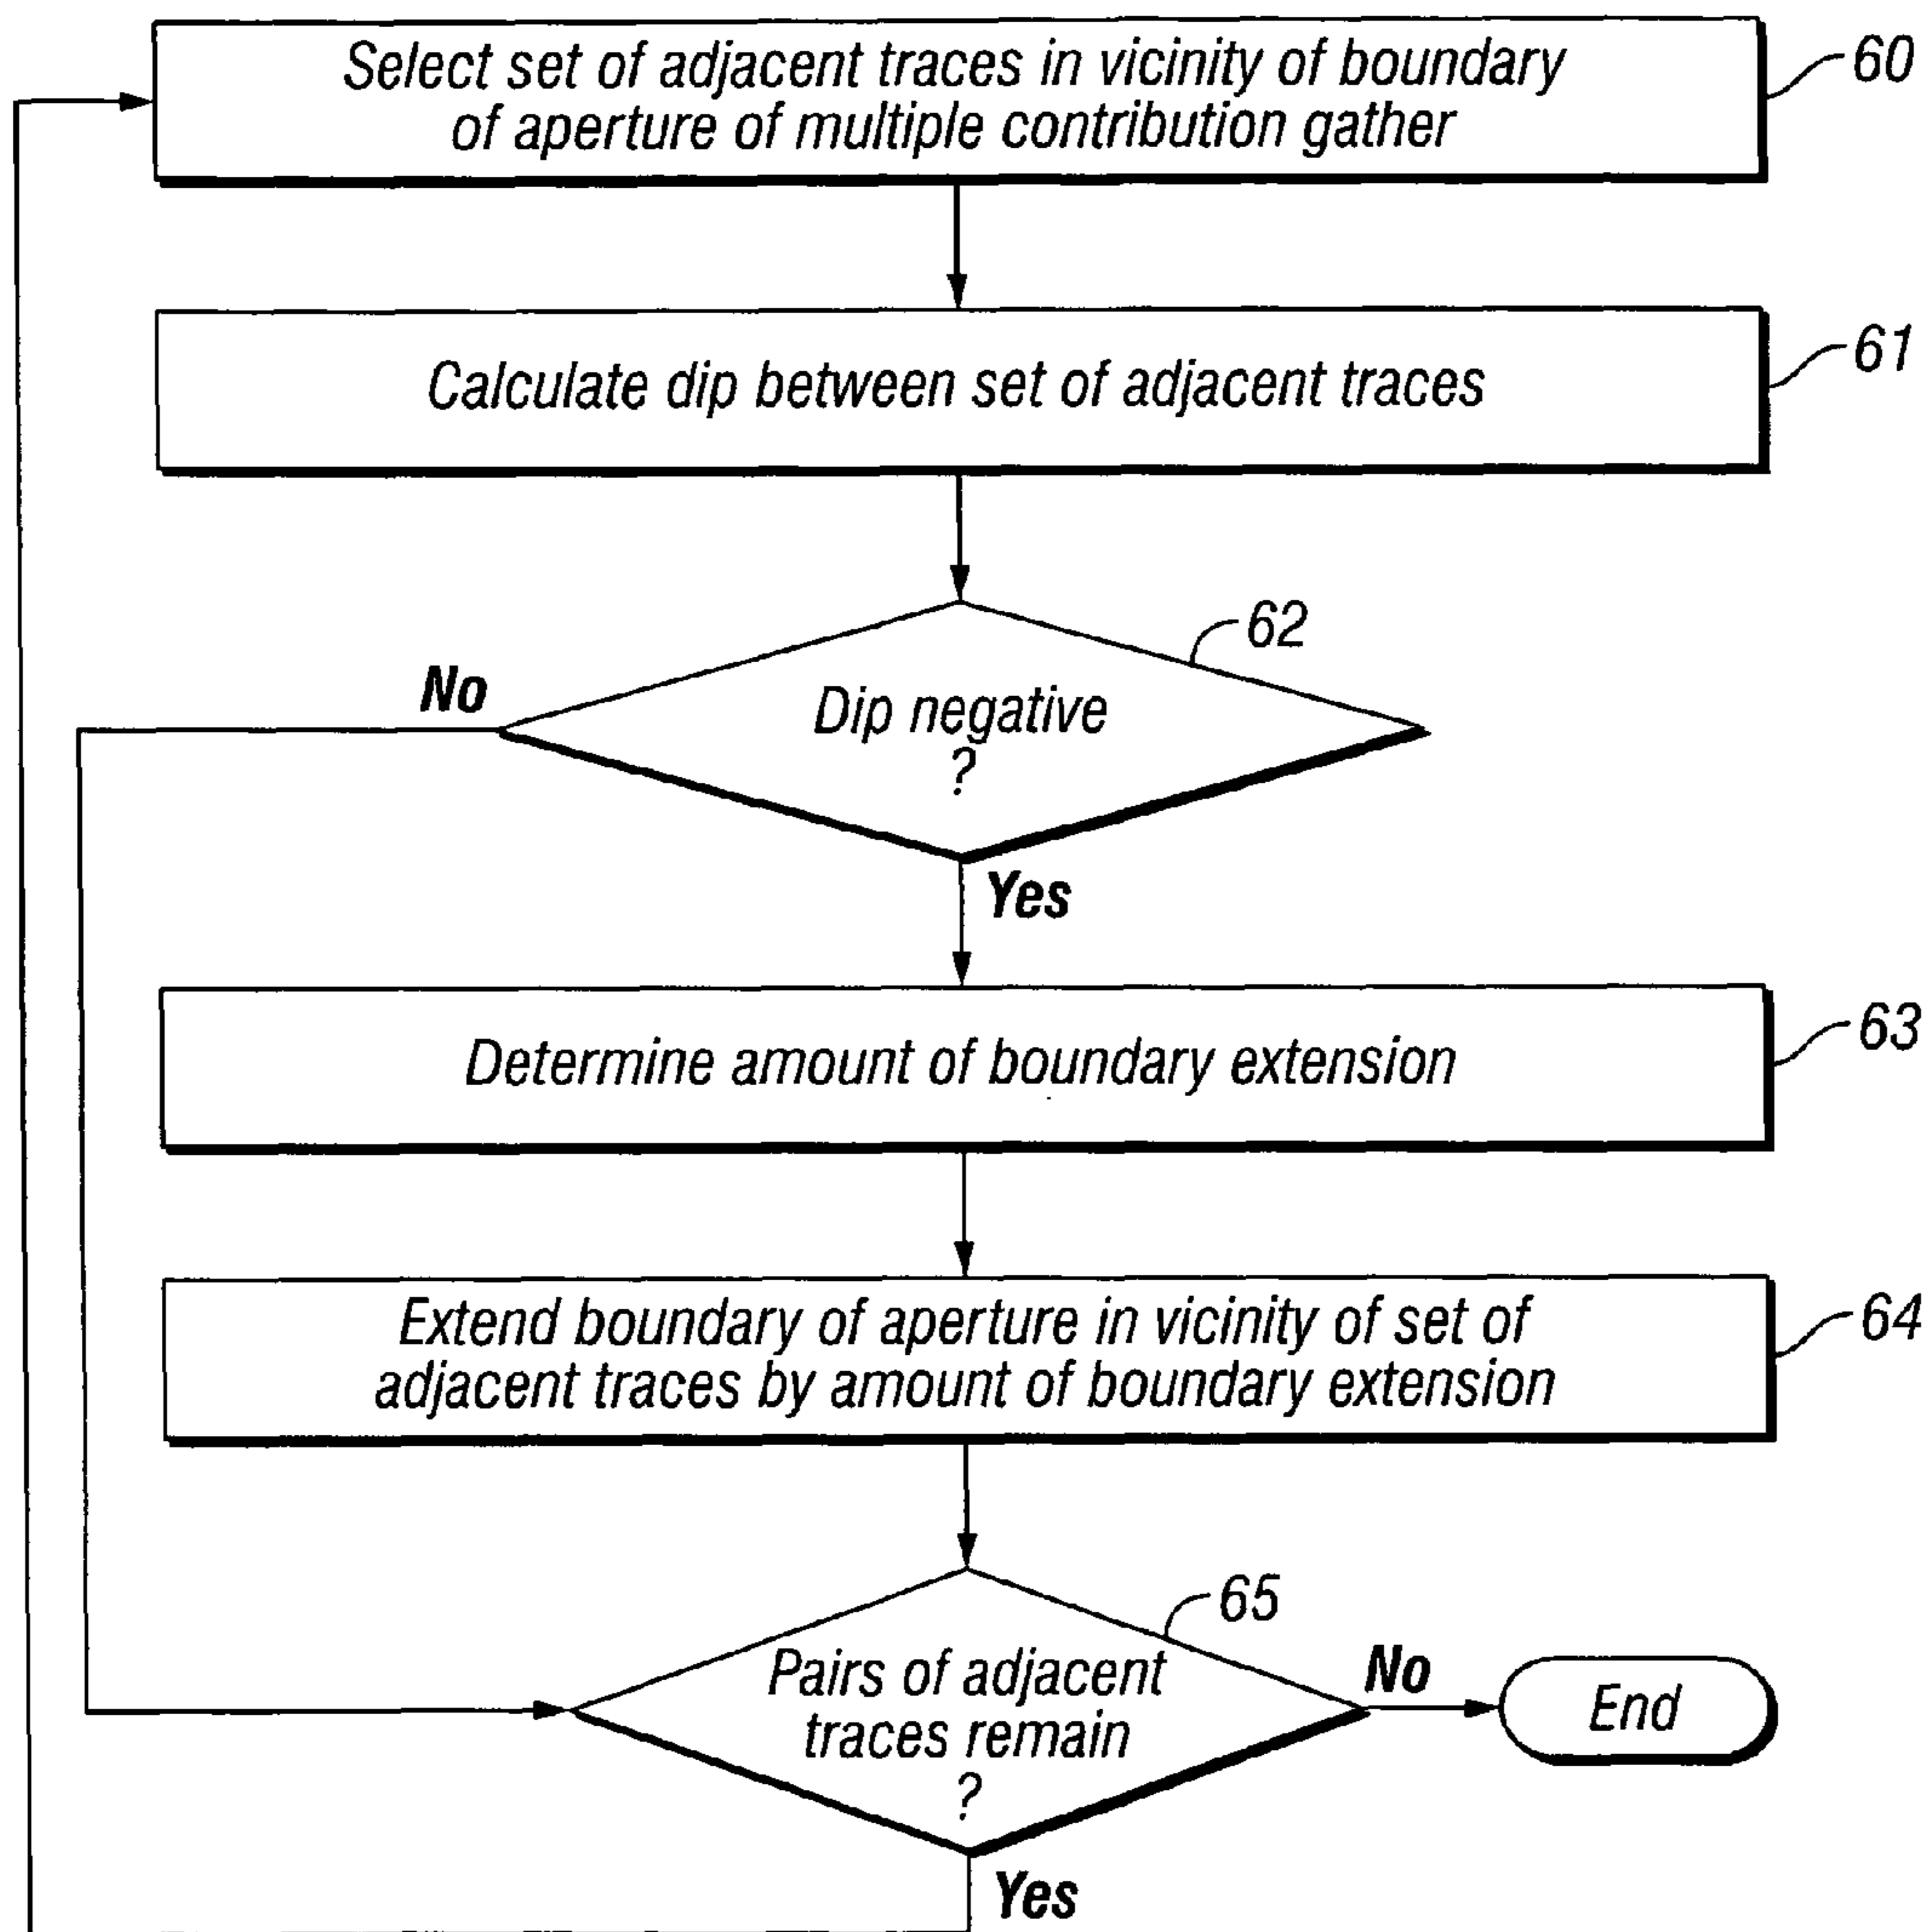 Select set of adjacent traces in vicinity of boundary
of aperture of multiple contribution gather
60
Calculate dip between set of adjacent traces
61
62
No
Dip negative
?
Yes
Determine amount of boundary extension
63
Extend boundary of aperture in vicinity of set of
adjacent traces by amount of boundary extension
64
65
Pairs of adjacent
traces remain
?
No
End
Yes